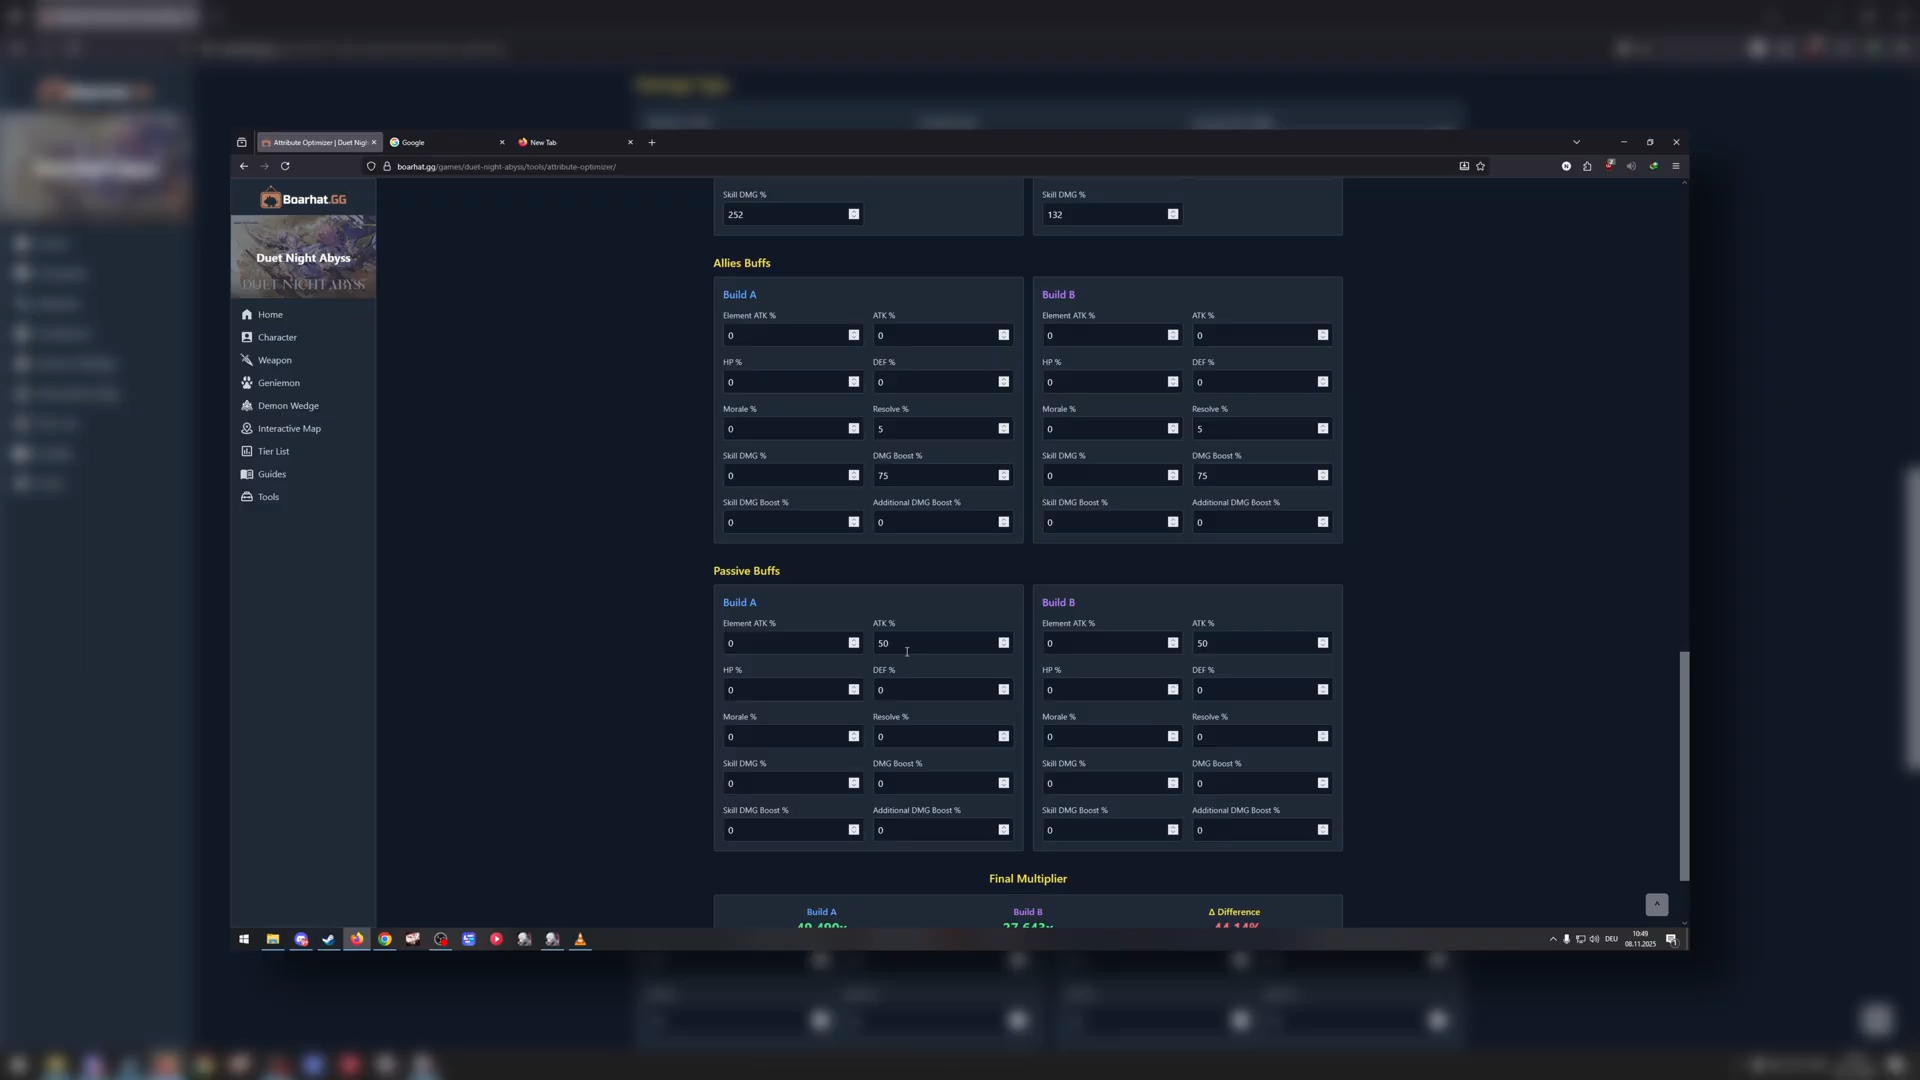 Attribute Optimizer | Duet Nigh
Google
New Tab
boarhat.gg/games/duet-night-abyss/tools/attribute-optimizer/
Boarhat.GG
Duet Night Abyss
DUET NIGHT ABYSS
Home
Character
Weapon
Geniemon
Demon Wedge
Interactive Map
Tier List
Guides
Tools
Skill DMG %
Skill DMG %
252
132
Allies Buffs
Build A
Build B
Element ATK %
ATK %
Element ATK %
ATK %
0
0
0
0
HP %
DEF %
HP %
DEF %
0
0
0
0
Morale %
Resolve %
Morale %
Resolve %
0
5
0
5
Skill DMG %
DMG Boost %
Skill DMG %
DMG Boost %
0
75
0
75
Skill DMG Boost %
Additional DMG Boost %
Skill DMG Boost %
Additional DMG Boost %
0
0
0
0
Passive Buffs
Build A
Build B
Element ATK %
ATK %
Element ATK %
ATK %
0
50
0
50
HP %
DEF %
HP %
DEF %
0
0
0
0
Morale %
Resolve %
Morale %
Resolve %
0
0
0
0
Skill DMG %
DMG Boost %
Skill DMG %
DMG Boost %
0
0
0
0
Skill DMG Boost %
Additional DMG Boost %
Skill DMG Boost %
Additional DMG Boost %
0
0
0
0
Final Multiplier
Build A
Build B
Δ Difference
DEU
10:49
08.11.2025